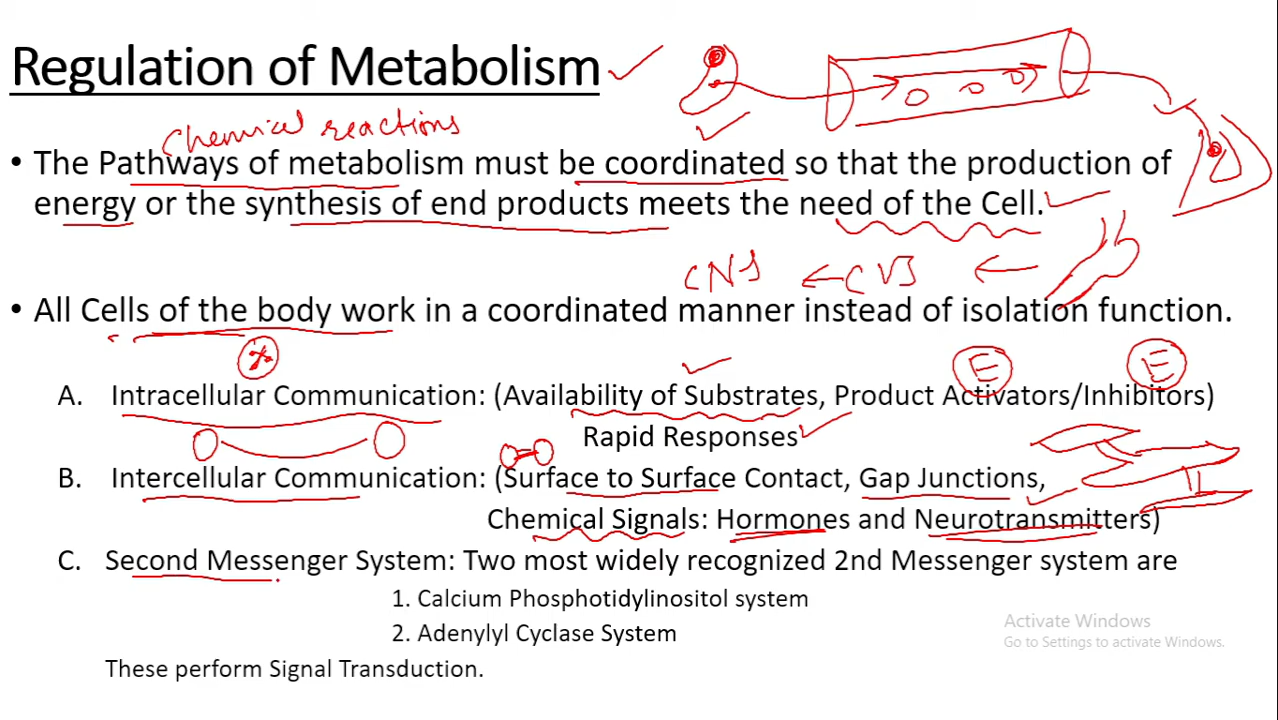 Regulation of Metabolism
Chemical reactions
• The Pathways of metabolism must be coordinated so that the production of
energy or the synthesis of end products meets the need of the Cell.
CNS ← CVS ←
• All Cells of the body work in a coordinated manner instead of isolation function.
E E
A. Intracellular Communication: (Availability of Substrates, Product Activators/Inhibitors)
Rapid Responses
B. Intercellular Communication: (Surface to Surface Contact, Gap Junctions,
Chemical Signals: Hormones and Neurotransmitters)
C. Second Messenger System: Two most widely recognized 2nd Messenger system are
1. Calcium Phosphotidylinositol system
2. Adenylyl Cyclase System
These perform Signal Transduction.
Activate Windows
Go to Settings to activate Windows.